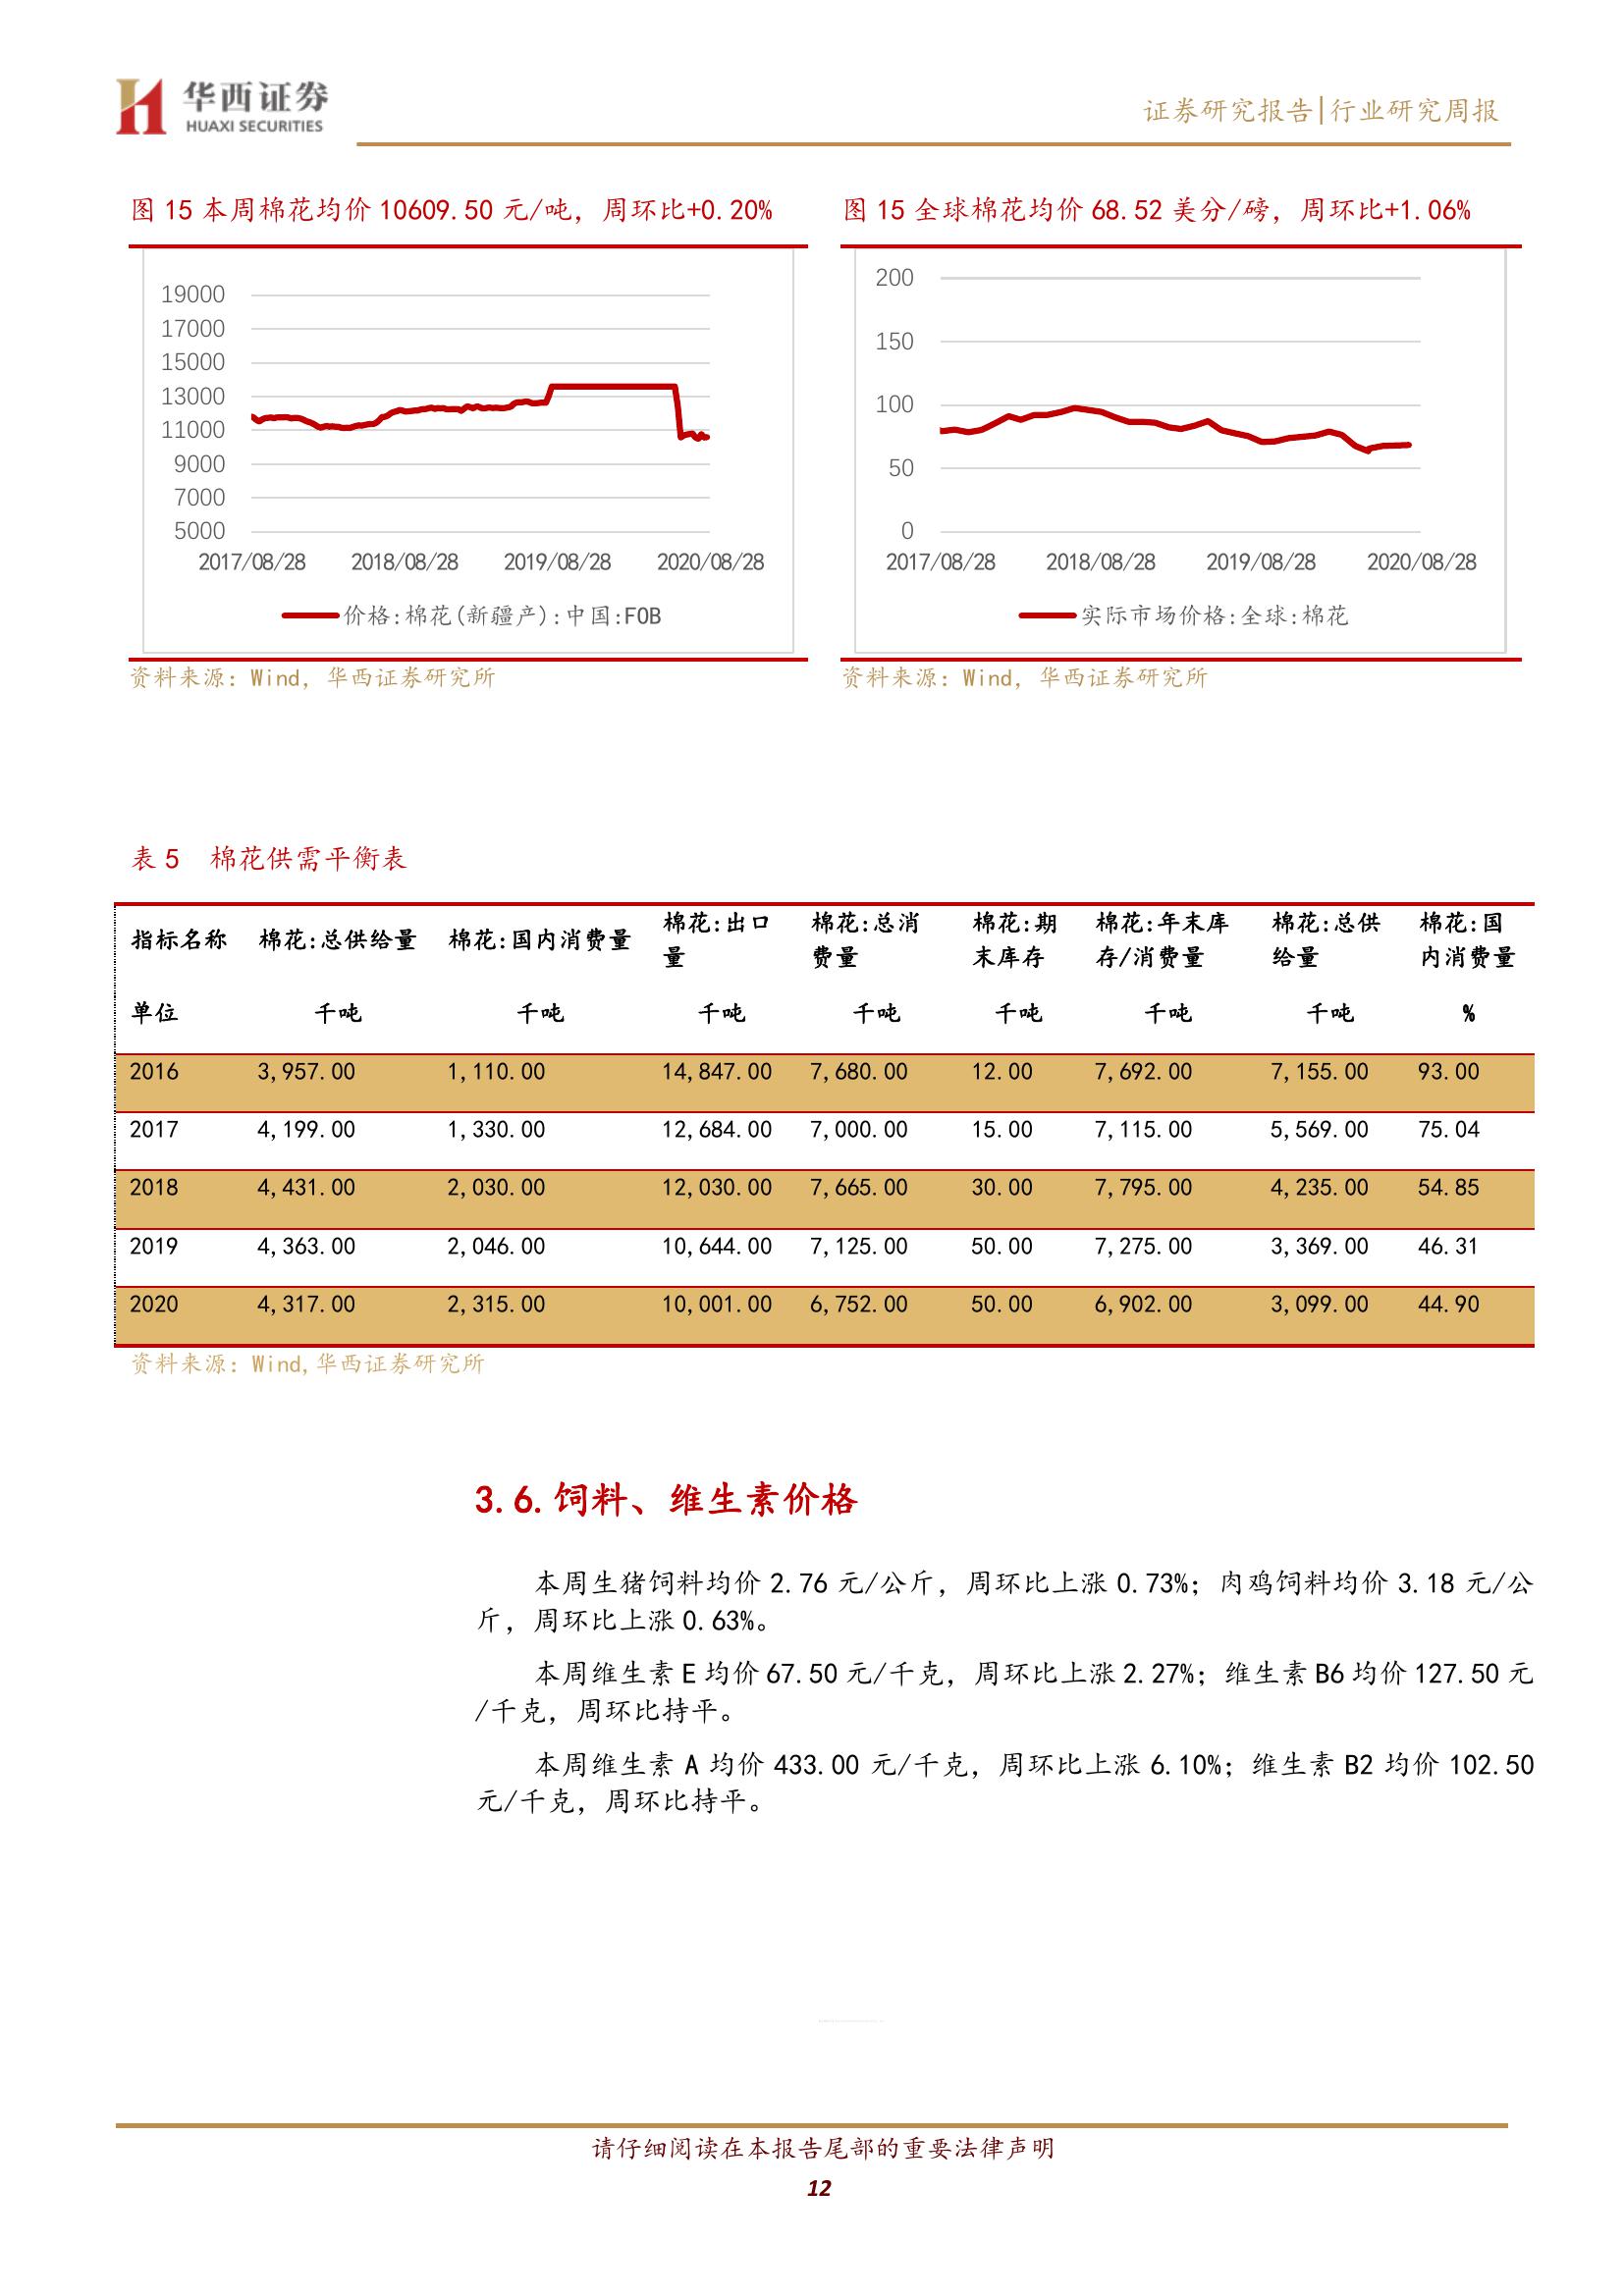 华西证券
HUAXI SECURITIES
证券研究报告|行业研究周报
图 15 本周棉花均价 10609.50 元/吨，周环比+0.20%
19000
17000
15000
13000
11000
9000
7000
5000
2017/08/28 2018/08/28 2019/08/28 2020/08/28
价格:棉花(新疆产):中国:FOB
资料来源：Wind，华西证券研究所
图 15 全球棉花均价 68.52 美分/磅，周环比+1.06%
200
150
100
50
0
2017/08/28 2018/08/28 2019/08/28 2020/08/28
实际市场价格:全球:棉花
资料来源：Wind，华西证券研究所
表 5 棉花供需平衡表
指标名称 棉花:总供给量 棉花:国内消费量 棉花:出口量 棉花:总消费量 棉花:期末库存 棉花:年末库存/消费量 棉花:总供给量 棉花:国内消费量
单位 千吨 千吨 千吨 千吨 千吨 千吨 千吨 %
2016 3,957.00 1,110.00 14,847.00 7,680.00 12.00 7,692.00 7,155.00 93.00
2017 4,199.00 1,330.00 12,684.00 7,000.00 15.00 7,115.00 5,569.00 75.04
2018 4,431.00 2,030.00 12,030.00 7,665.00 30.00 7,795.00 4,235.00 54.85
2019 4,363.00 2,046.00 10,644.00 7,125.00 50.00 7,275.00 3,369.00 46.31
2020 4,317.00 2,315.00 10,001.00 6,752.00 50.00 6,902.00 3,099.00 44.90
资料来源：Wind,华西证券研究所
3.6.饲料、维生素价格
本周生猪饲料均价 2.76 元/公斤，周环比上涨 0.73%；肉鸡饲料均价 3.18 元/公
斤，周环比上涨 0.63%。
本周维生素 E 均价 67.50 元/千克，周环比上涨 2.27%；维生素 B6 均价 127.50 元
/千克，周环比持平。
本周维生素 A 均价 433.00 元/千克，周环比上涨 6.10%；维生素 B2 均价 102.50
元/千克，周环比持平。
请仔细阅读在本报告尾部的重要法律声明
12